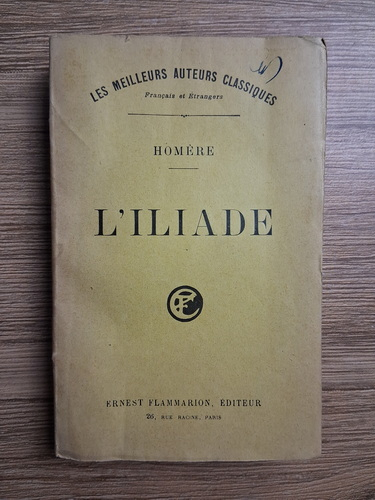 LES MEILLEURS AUTEURS CLASSIQUES
Français et Étrangers
HOMÈRE
L'ILIADE
ERNEST FLAMMARION, ÉDITEUR
26, RUE RACINE, PARIS